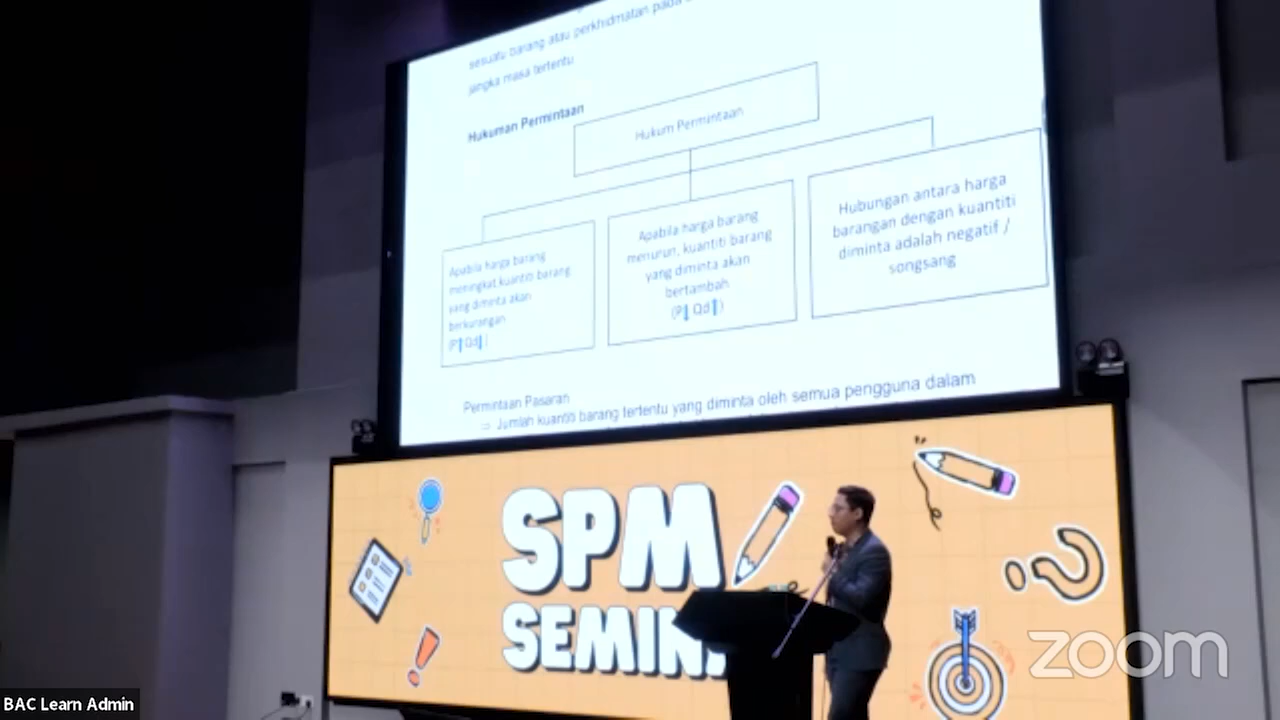 sesuatu barang atau perkhidmatan pada
jangka masa tertentu
Hukuman Permintaan
Hukum Permintaan
Apabila harga barang
meningkat kuantiti barang
yang diminta akan
berkurangan
(P⬆Qd⬇)
Apabila harga barang
menurun, kuantiti barang
yang diminta akan
bertambah
(P⬇ Qd⬆)
Hubungan antara harga
barangan dengan kuantiti
diminta adalah negatif /
songsang
Permintaan Pasaran
⇒ Jumlah kuantiti barang tertentu yang diminta oleh semua pengguna dalam
SPM
SEMIN
zoom
BAC Learn Admin